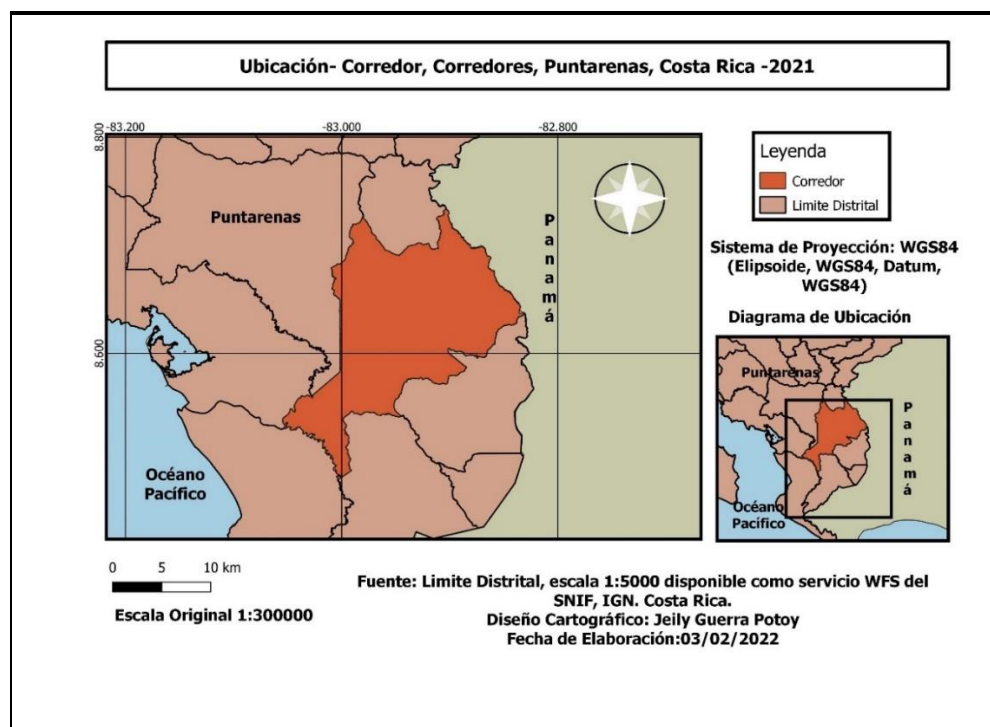 Ubicación- Corredor, Corredores, Puntarenas, Costa Rica -2021
-83.200
-83.000
-82.800
8.800
8.600
Puntarenas
Panamá
Océano
Pacífico
Leyenda
Corredor
Limite Distrital
Sistema de Proyección: WGS84
(Elipsoide, WGS84, Datum,
WGS84)
Diagrama de Ubicación
Puntarenas
Panamá
Océano
Pacífico
0 5 10 km
Escala Original 1:300000
Fuente: Limite Distrital, escala 1:5000 disponible como servicio WFS del
SNIF, IGN. Costa Rica.
Diseño Cartográfico: Jeily Guerra Potoy
Fecha de Elaboración:03/02/2022